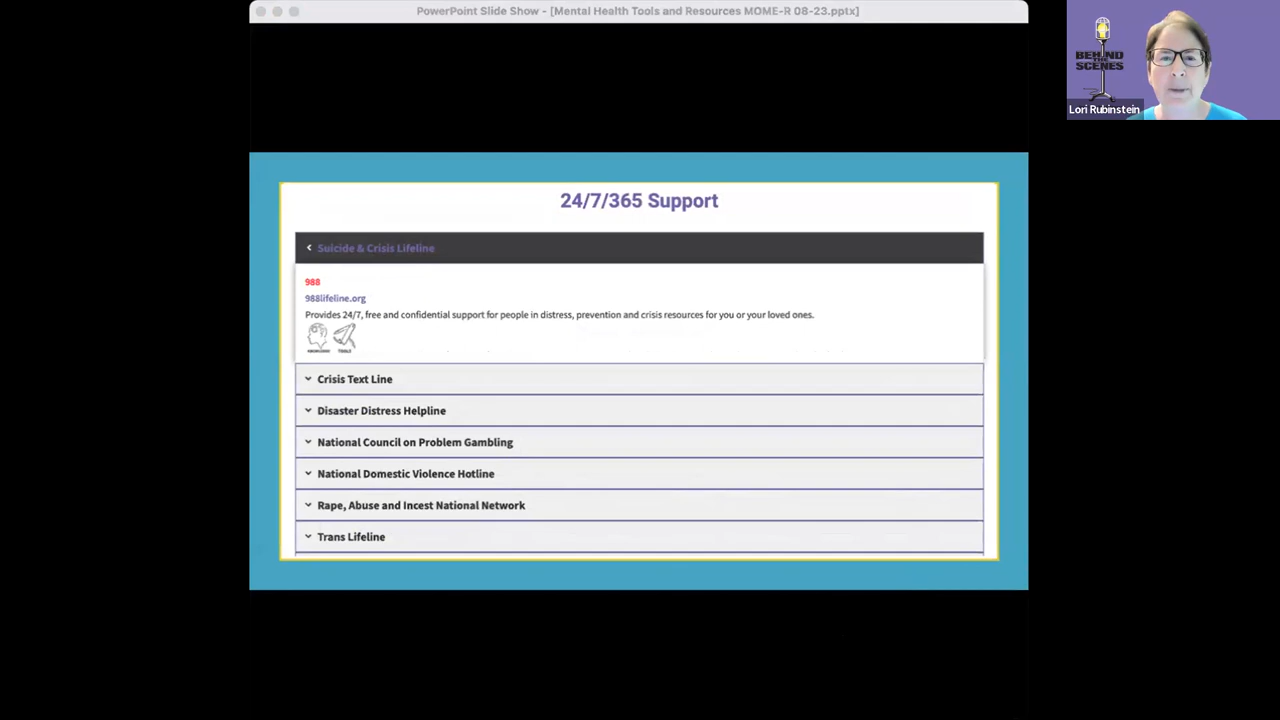 PowerPoint Slide Show - [Mental Health Tools and Resources MOME-R 08-23.pptx]
BEHIND
THE
SCENES
Lori Rubinstein
24/7/365 Support
Suicide & Crisis Lifeline
988
988lifeline.org
Provides 24/7, free and confidential support for people in distress, prevention and crisis resources for you or your loved ones.
KNOWLEDGE TOOLS
Crisis Text Line
Disaster Distress Helpline
National Council on Problem Gambling
National Domestic Violence Hotline
Rape, Abuse and Incest National Network
Trans Lifeline